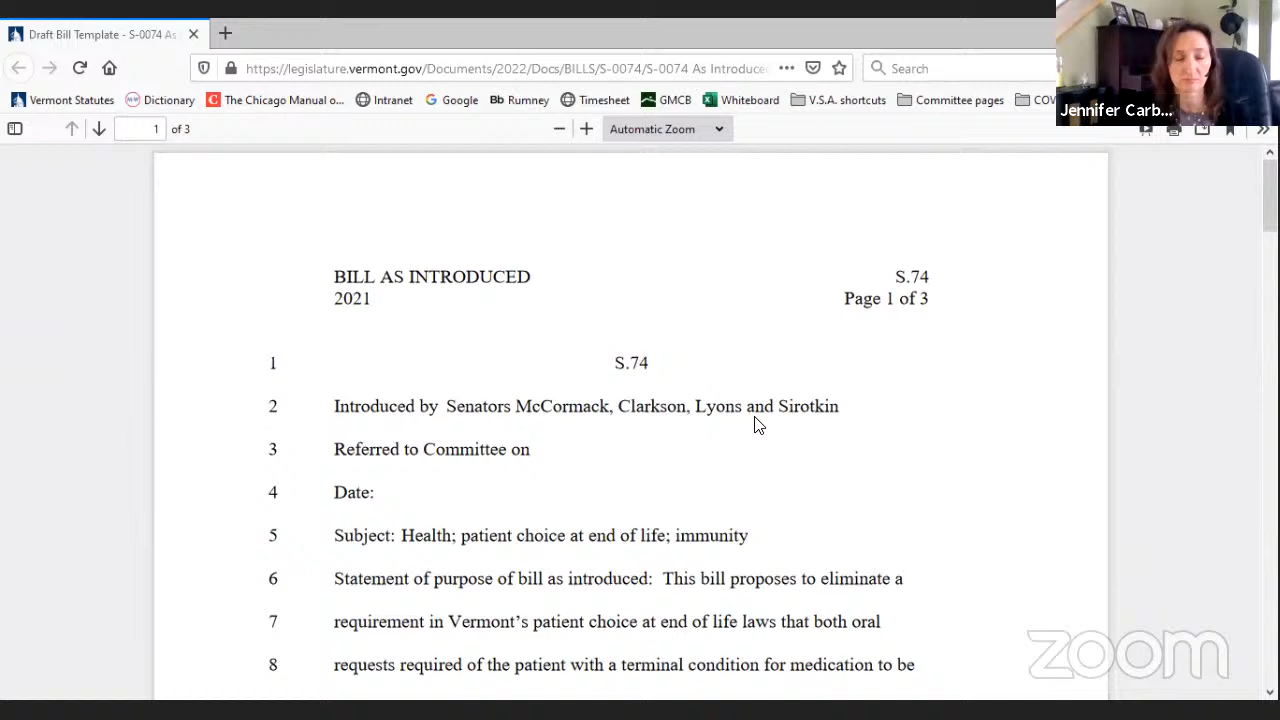 Draft Bill Template - S-0074 As
https://legislature.vermont.gov/Documents/2022/Docs/BILLS/S-0074/S-0074 As Introduced
Search
Vermont Statutes Dictionary The Chicago Manual o... Intranet Google Bb Rumney Timesheet GMCB Whiteboard V.S.A. shortcuts Committee pages COV
Jennifer Carb...
1 of 3 Automatic Zoom
BILL AS INTRODUCED S.74
2021 Page 1 of 3
1 S.74
2 Introduced by Senators McCormack, Clarkson, Lyons and Sirotkin
3 Referred to Committee on
4 Date:
5 Subject: Health; patient choice at end of life; immunity
6 Statement of purpose of bill as introduced: This bill proposes to eliminate a
7 requirement in Vermont’s patient choice at end of life laws that both oral
8 requests required of the patient with a terminal condition for medication to be
zoom